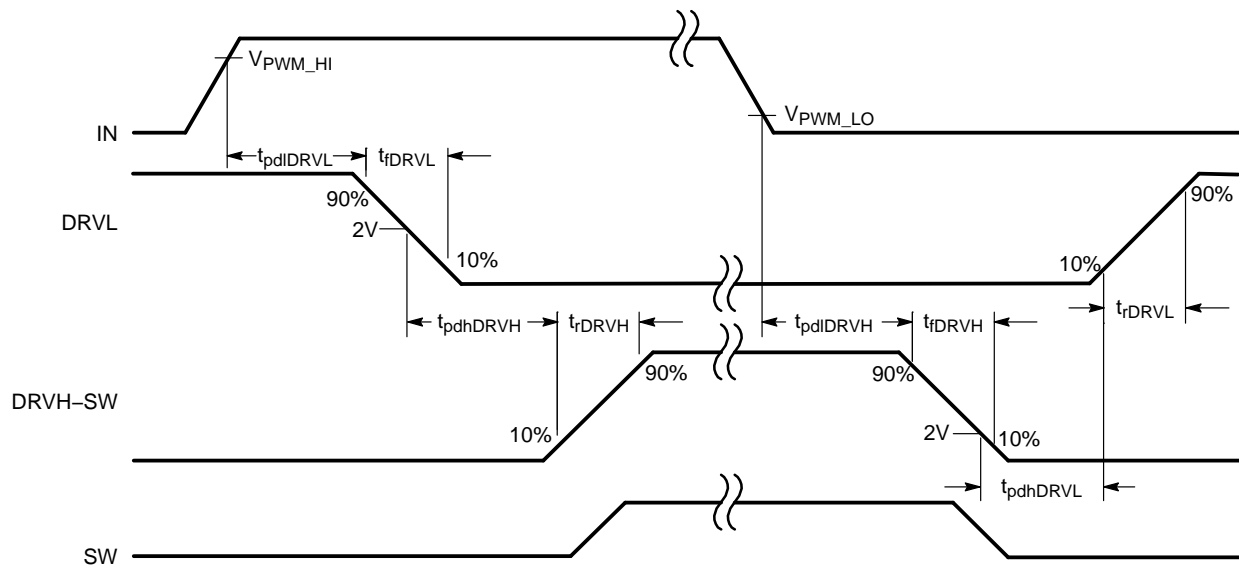 VPWM_HI
IN
VPWM_LO
tpdlDRVL
tfDRVL
90%
90%
DRVL
2V
10%
10%
tpdhDRVH
trDRVH
tpdlDRVH
tfDRVH
trDRVL
90%
90%
DRVH–SW
10%
2V
10%
tpdhDRVL
SW